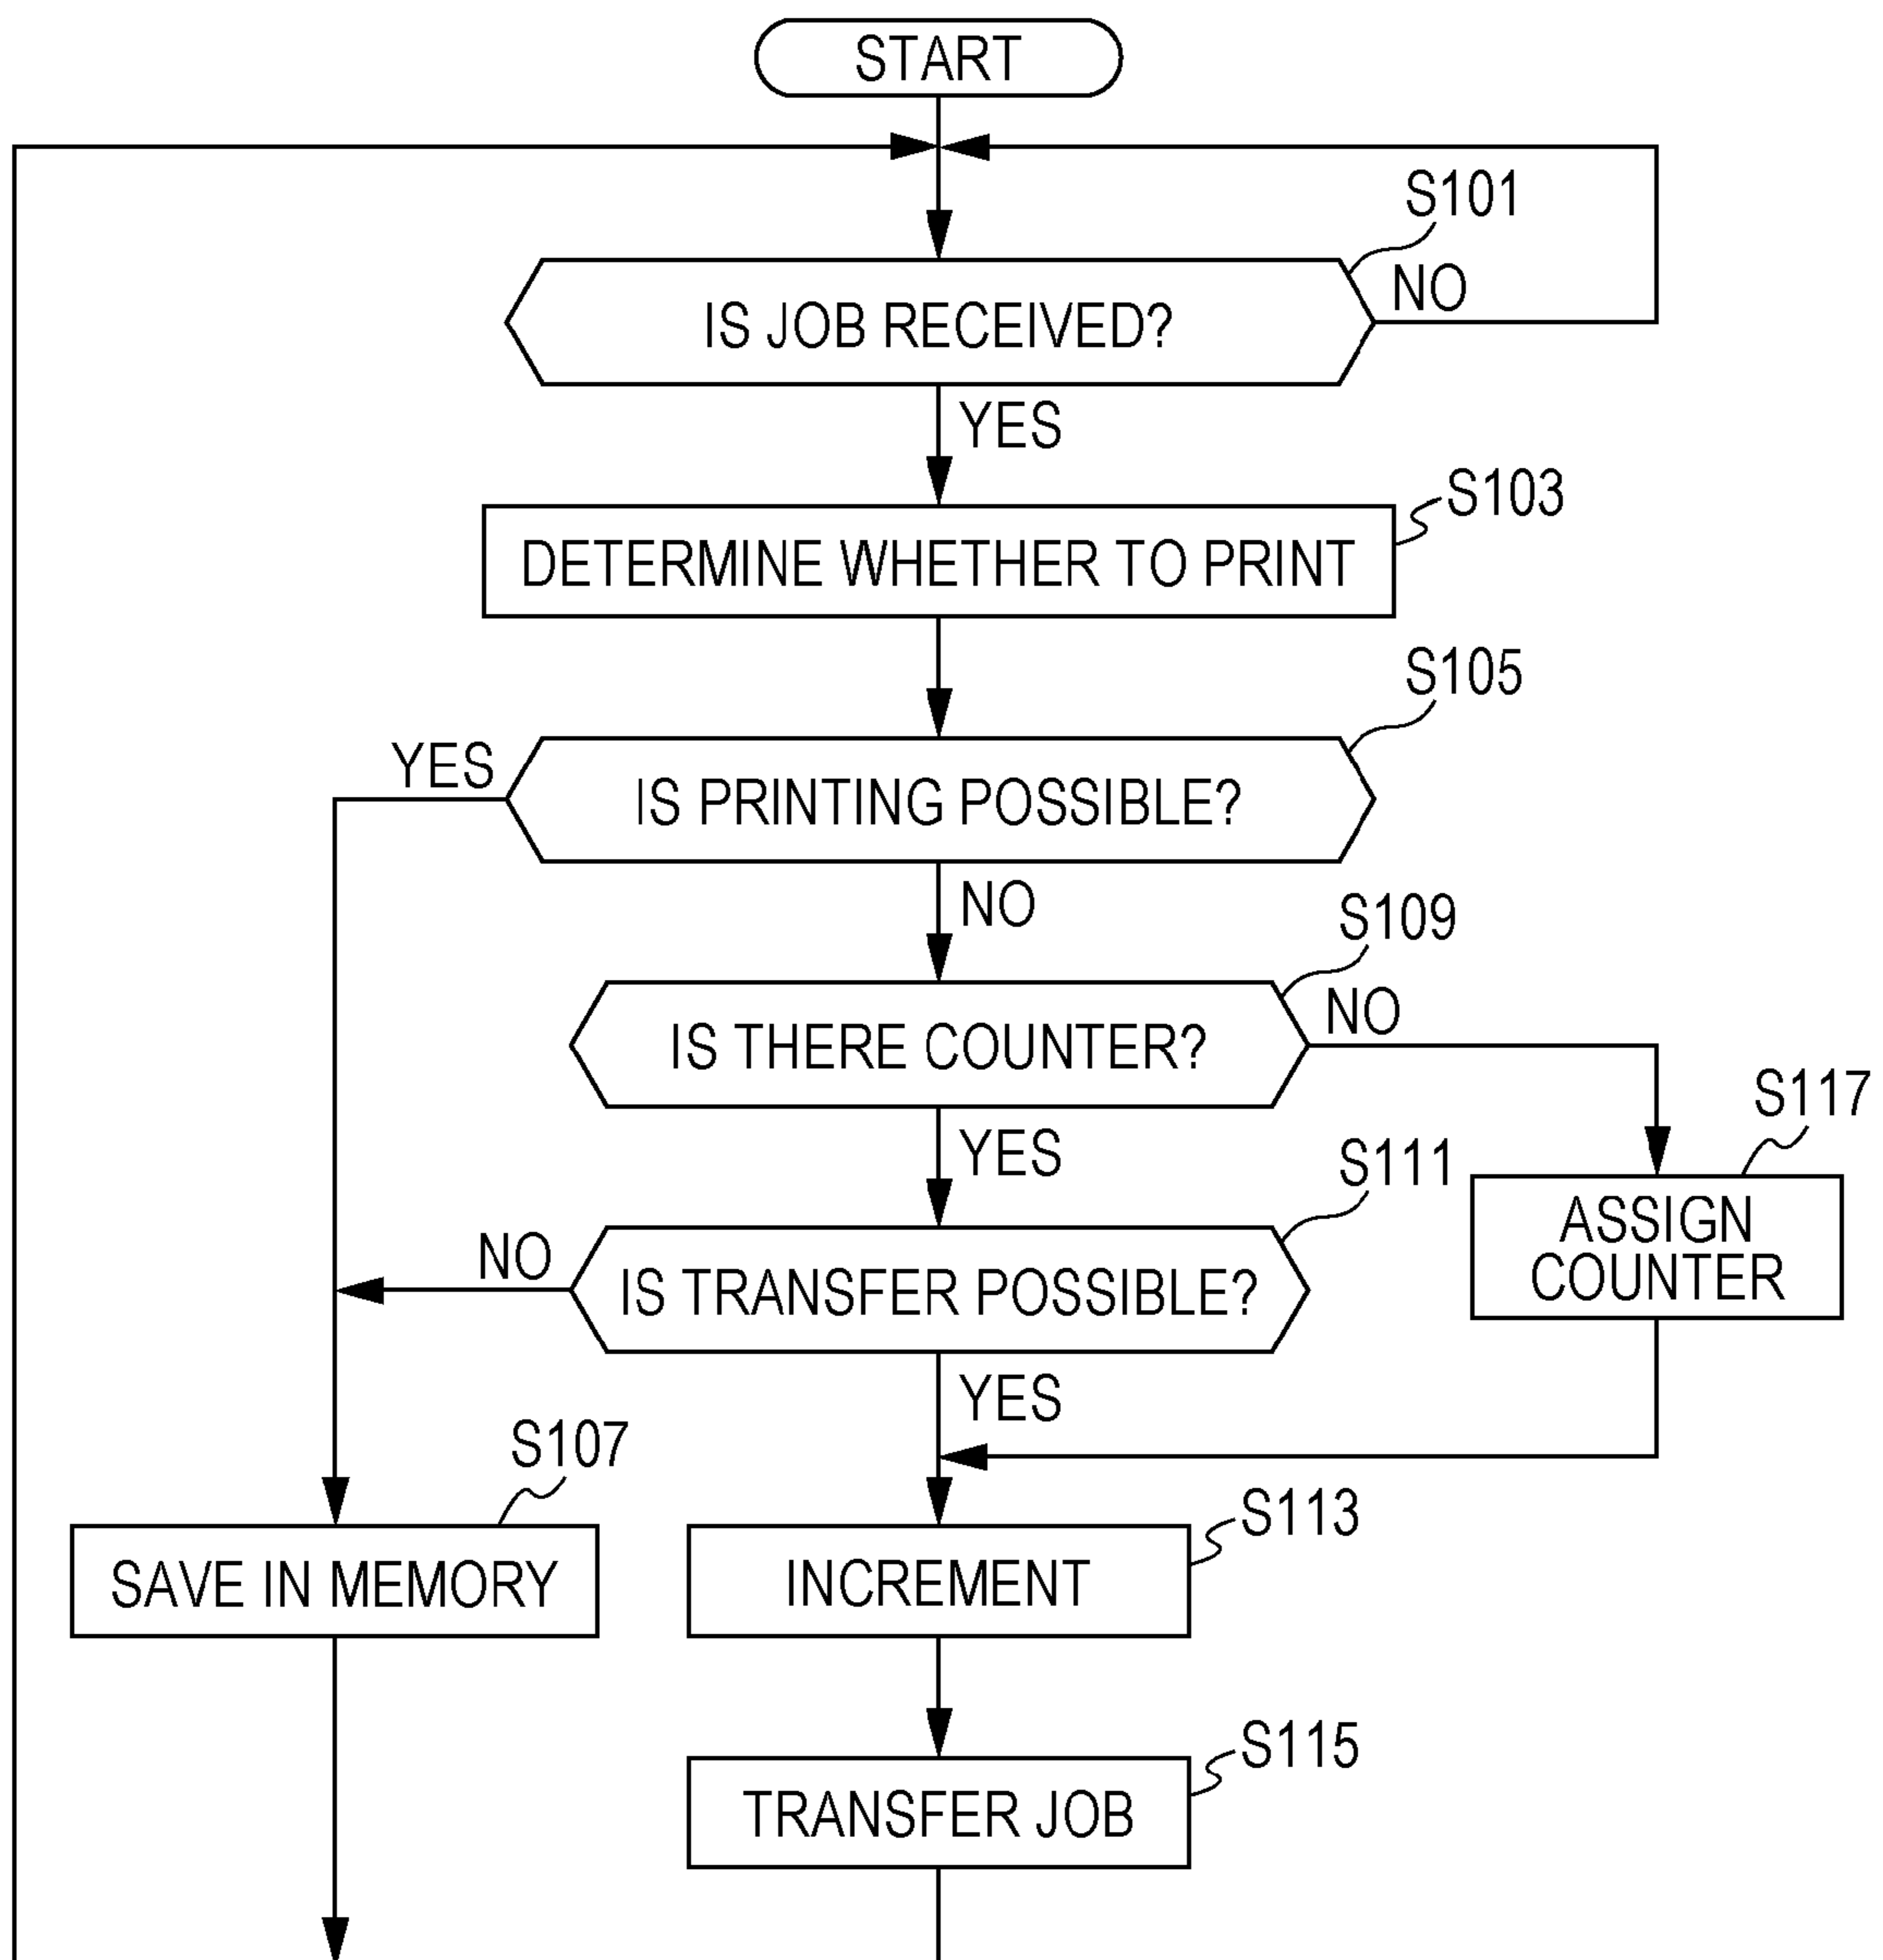 START
S101
NO
IS JOB RECEIVED?
YES
S103
DETERMINE WHETHER TO PRINT
S105
YES
IS PRINTING POSSIBLE?
NO
S109
NO
IS THERE COUNTER?
S117
YES
S111
ASSIGN
COUNTER
NO
IS TRANSFER POSSIBLE?
YES
S107
S113
SAVE IN MEMORY
INCREMENT
S115
TRANSFER JOB